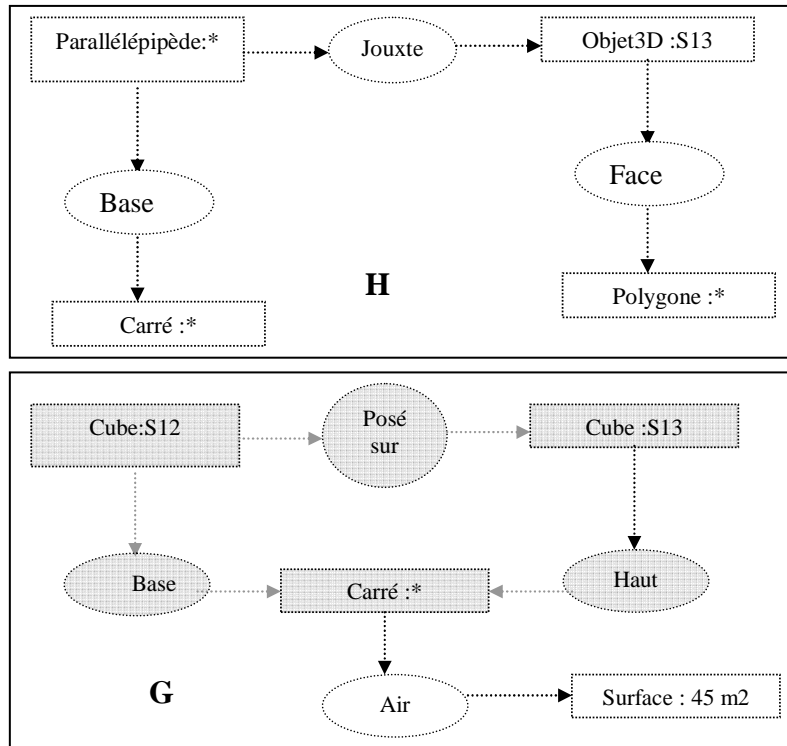 Parallélépipède:*
Jouxte
Objet3D :S13
Base
Face
H
Carré :*
Polygone :*
Cube:S12
Posé
sur
Cube :S13
Base
Carré :*
Haut
G
Air
Surface : 45 m2